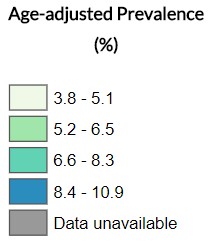 Age-adjusted Prevalence
(%)
3.8 - 5.1
5.2 - 6.5
6.6 - 8.3
8.4 - 10.9
Data unavailable